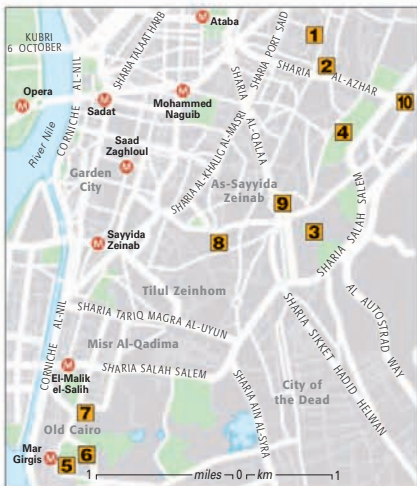 KUBRI
6 OCTOBER
Ataba
1
2
SHARIA TALAAT HARB
SHARIA PORT SAID
SHARIA AL-AZHAR
10
Opera
CORNICHE AL-NIL
Sadat
Mohammed
Naguib
SHARIA AL-QALAA
4
River Nile
Saad
Zaghloul
SHARIA AL-KHALIG AL-MASRI
Garden
City
As-Sayyida
Zeinab
9
3
SHARIA SALAH SALEM
Sayyida
Zeinab
8
Tilul Zeinhom
AL AUTOSTRAD WAY
SHARIA TARIQ MAGRA AL-UYUN
SHARIA SIKKET HADID HELWAN
CORNICHE AL-NIL
Misr Al-Qadima
El-Malik
el-Salih
SHARIA SALAH SALEM
SHARIA AIN AL-SYRA
City of
the Dead
7
Old Cairo
Mar
Girgis
5
6
1 miles 0 km 1